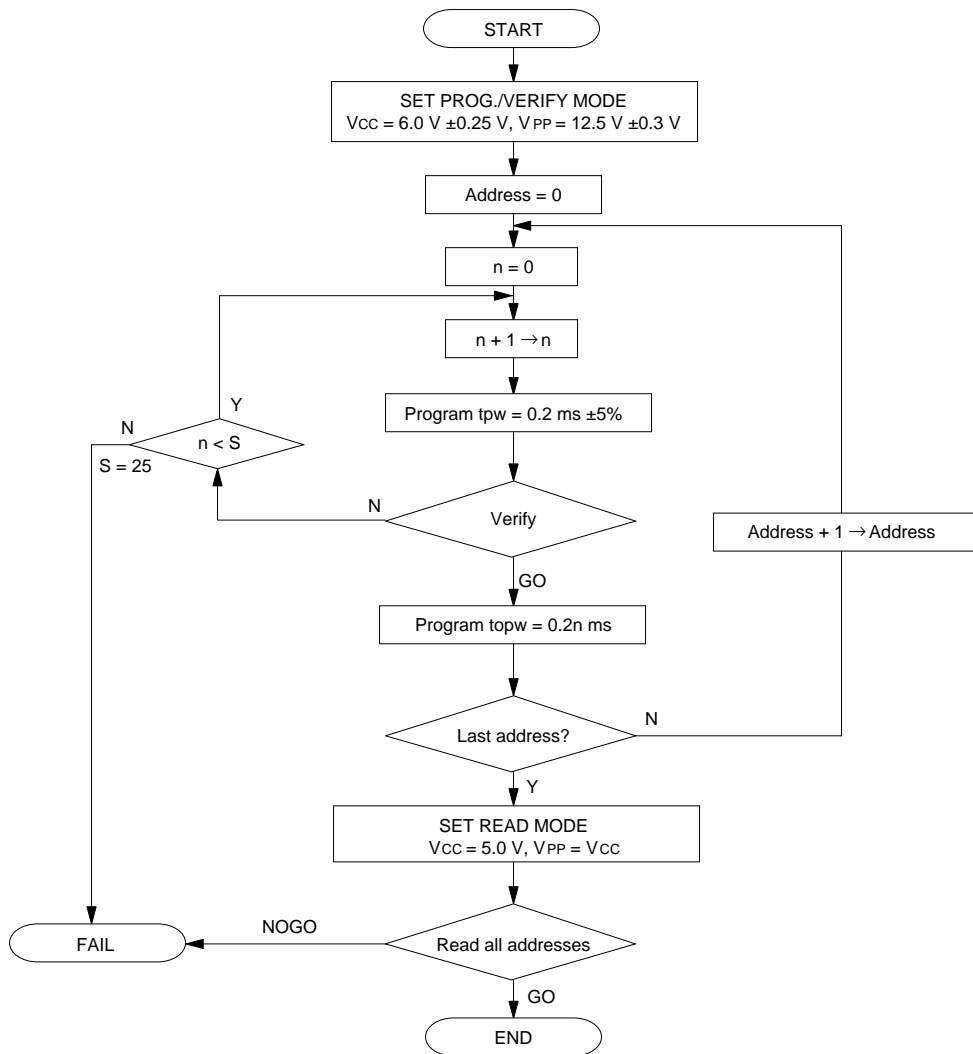 START
SET PROG./VERIFY MODE
VCC = 6.0 V ±0.25 V, VPP = 12.5 V ±0.3 V
Address = 0
n = 0
n + 1 → n
Program tpw = 0.2 ms ±5%
Y
N
n < S
S = 25
N
Verify
Address + 1 → Address
GO
Program topw = 0.2n ms
Last address?
N
Y
SET READ MODE
VCC = 5.0 V, VPP = VCC
NOGO
FAIL
Read all addresses
GO
END